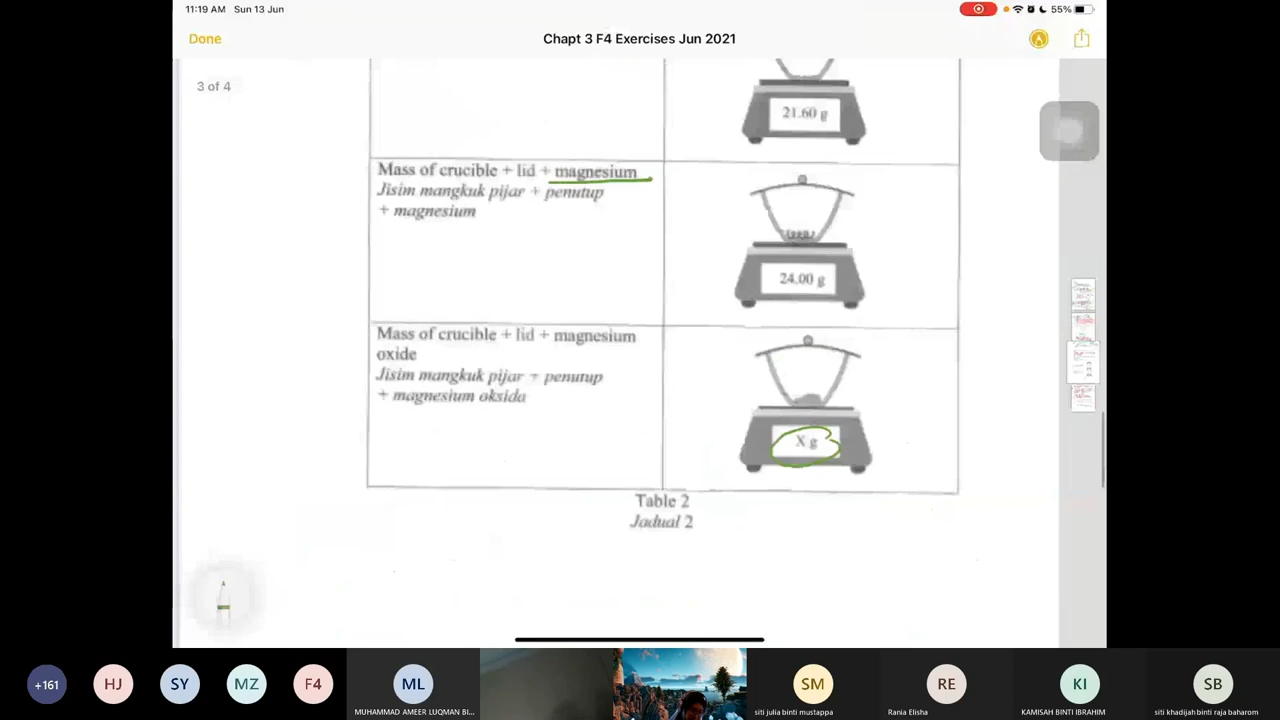 11:19 AM Sun 13 Jun
55%
Done
Chapt 3 F4 Exercises Jun 2021
3 of 4
21.60 g
Mass of crucible + lid + magnesium
Jisim mangkuk pijar + penutup
+ magnesium
24.00 g
Mass of crucible + lid + magnesium
oxide
Jisim mangkuk pijar + penutup
+ magnesium oksida
X g
Table 2
Jadual 2
+161
HJ
SY
MZ
F4
ML
SM
RE
KI
SB
MUHAMMAD AMEER LUQMAN BI...
siti julia binti mustappa
Rania Elisha
KAMISAH BINTI IBRAHIM
siti khadijah binti raja baharom